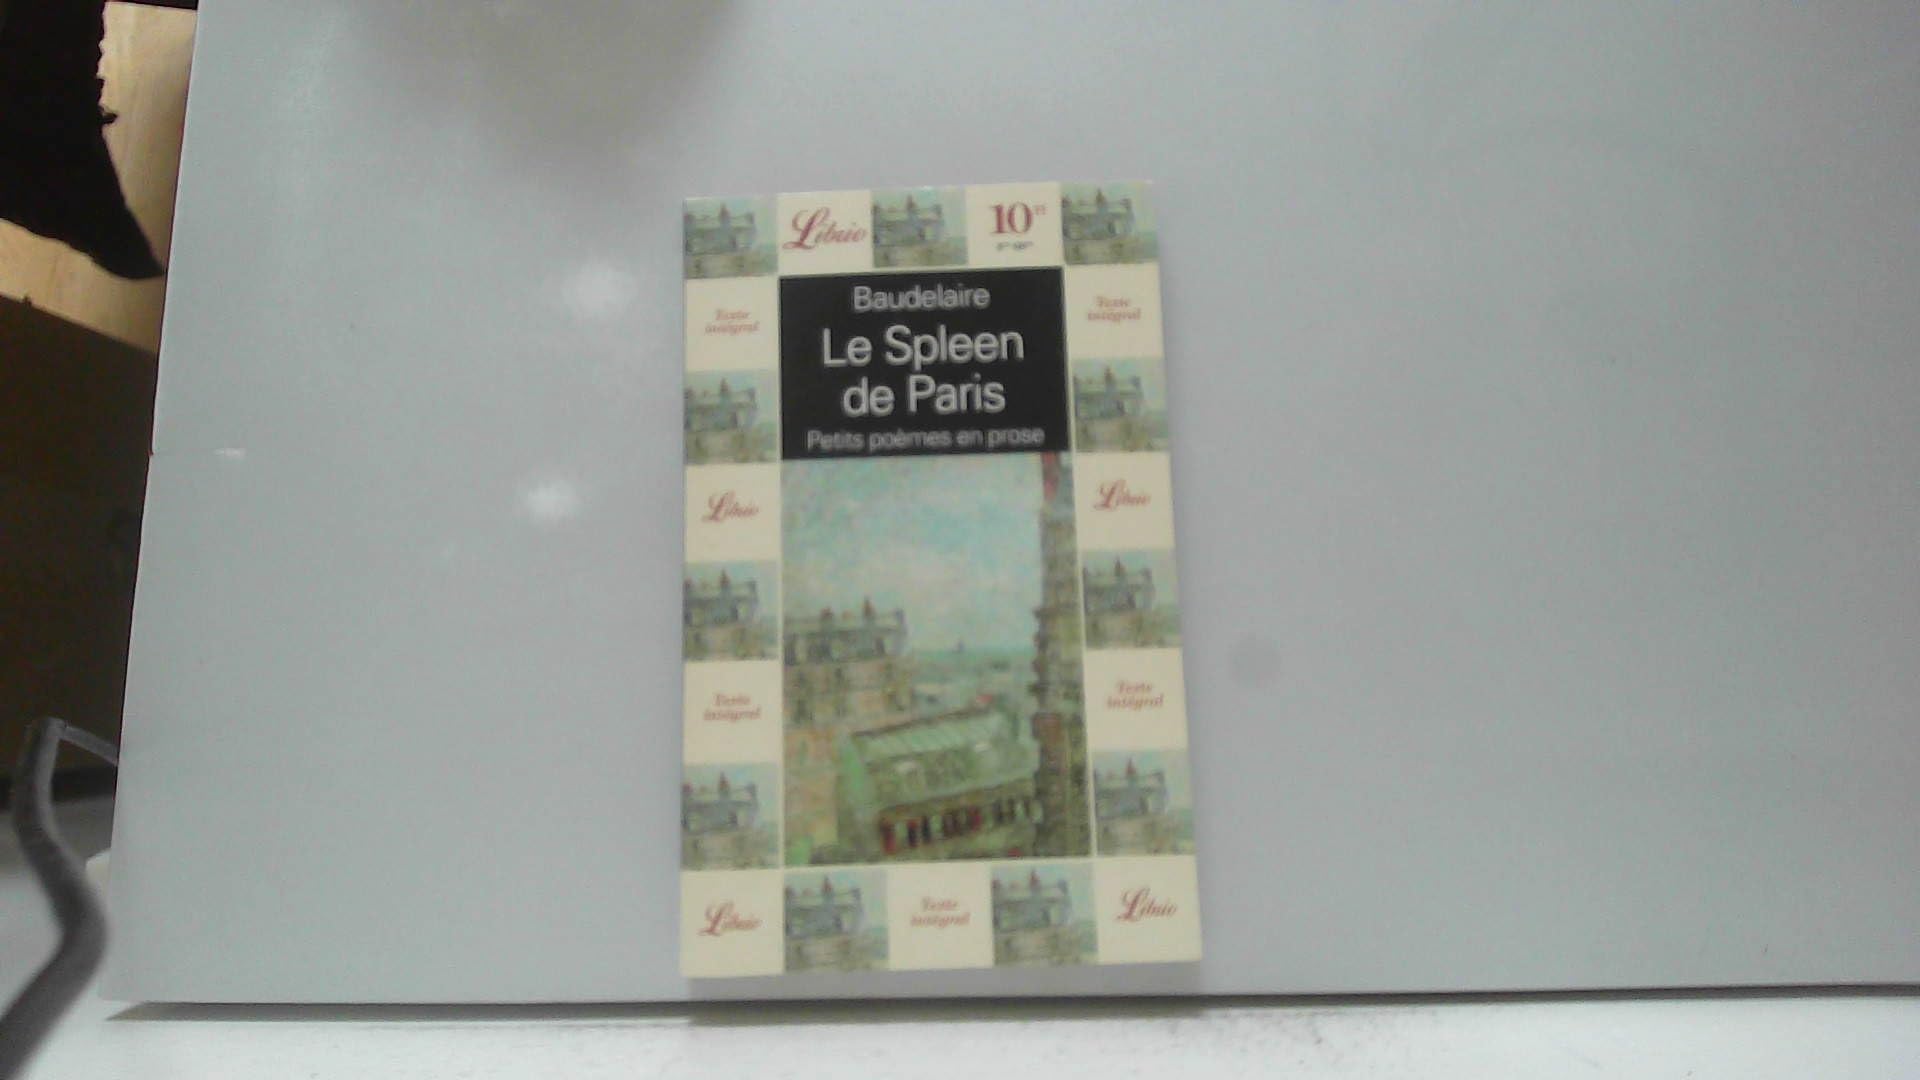 Librio
10F
Baudelaire
Le Spleen
de Paris
Petits poèmes en prose
Texte
intégral
Texte
intégral
Librio
Librio
Texte
intégral
Texte
intégral
Librio
Texte
intégral
Librio